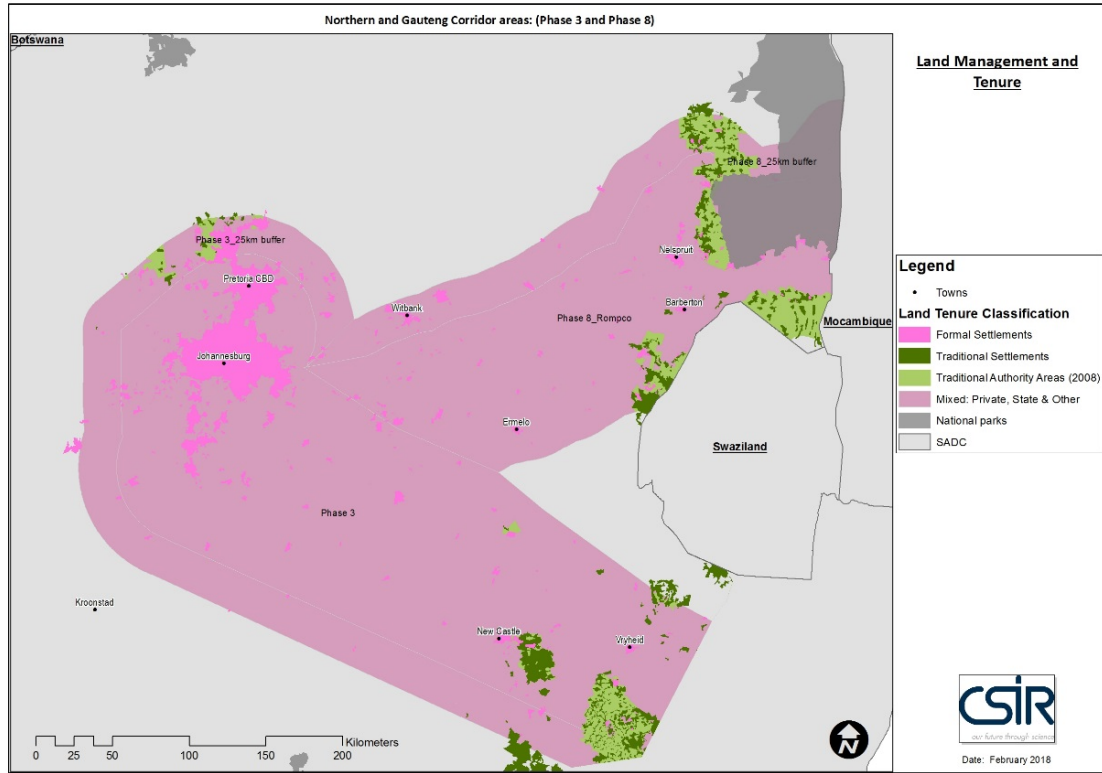 Northern and Gauteng Corridor areas: (Phase 3 and Phase 8)
Botswana
Land Management and
Tenure
Phase 8_25km buffer
Phase 3_25km buffer
Nelspruit
Pretoria CBD
Barberton
Witbank
Phase 8_Rompco
Mocambique
Johannesburg
Ermelo
Swaziland
Phase 3
Kroonstad
New Castle
Vryheid
Legend
Towns
Land Tenure Classification
Formal Settlements
Traditional Settlements
Traditional Authority Areas (2008)
Mixed: Private, State & Other
National parks
SADC
Kilometers
0 25 50 100 150 200
N
CSIR
our future through science
Date: February 2018